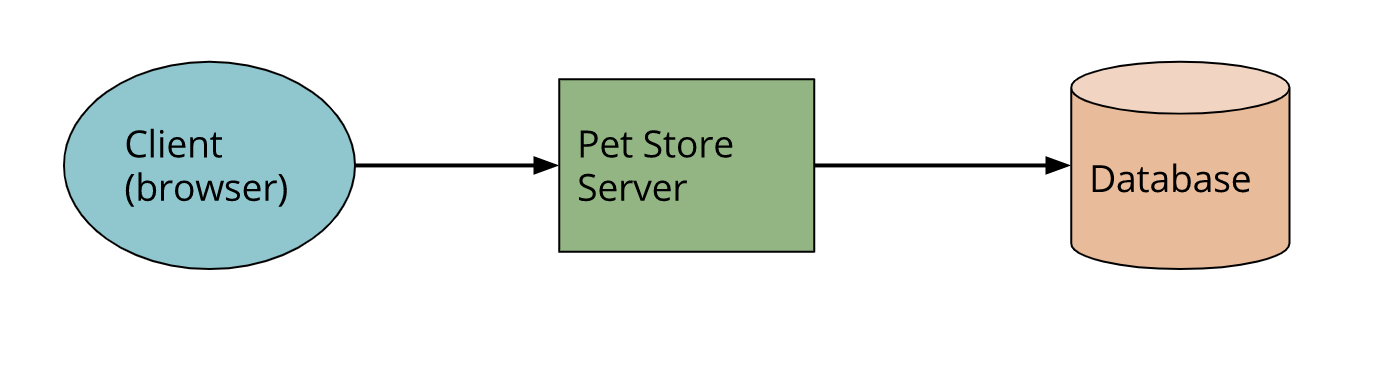 Client
(browser)
Pet Store
Server
Database